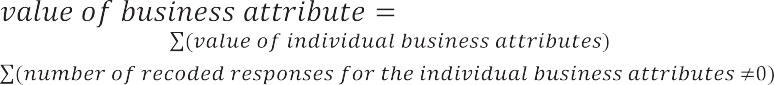 value of business attribute =
∑(value of individual business attributes)
∑(number of recoded responses for the individual business attributes ≠0)